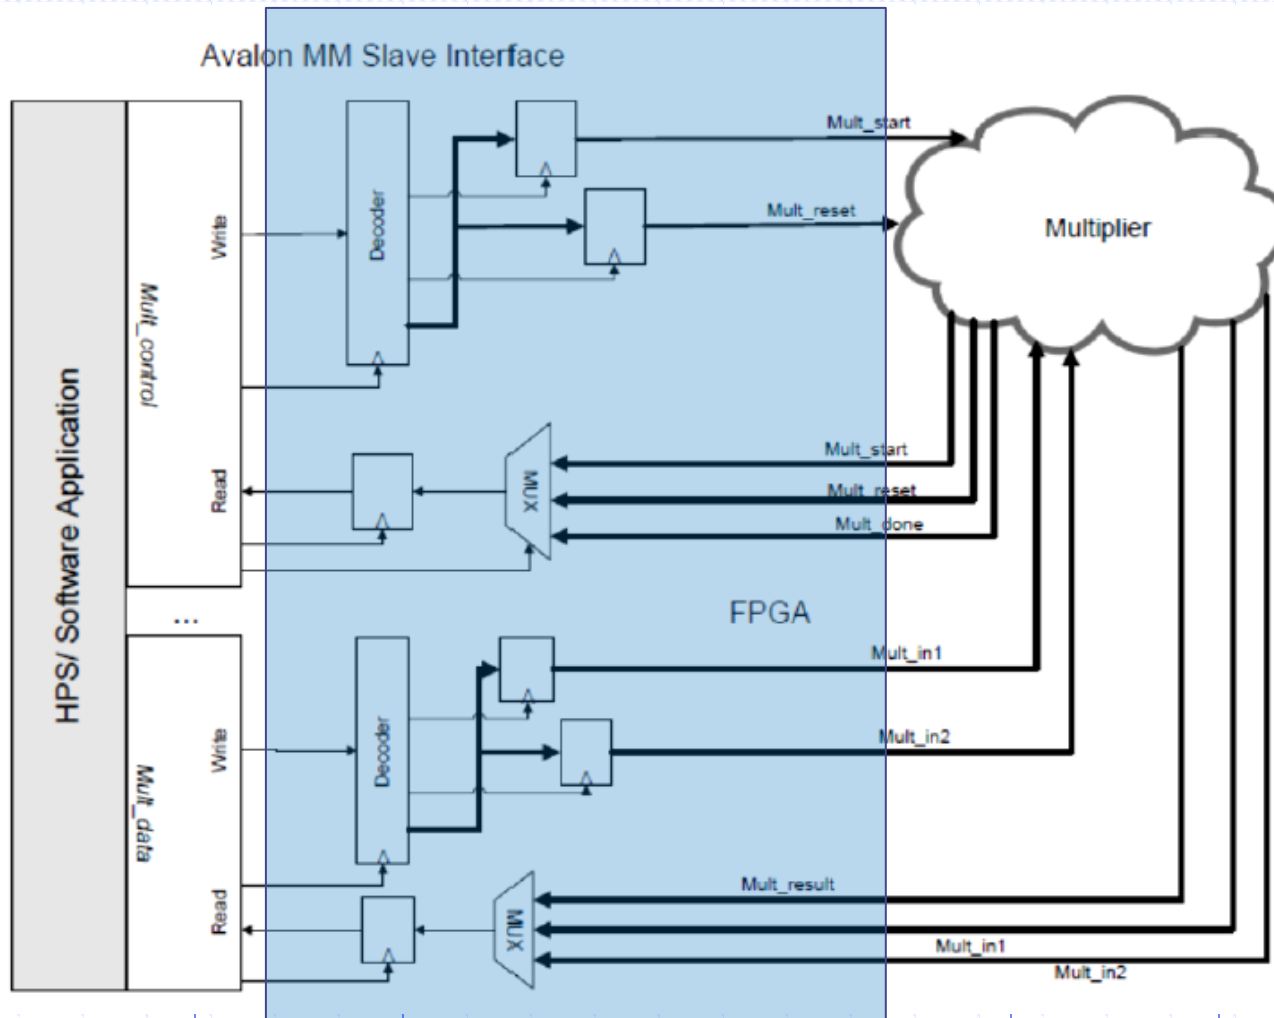 Avalon MM Slave Interface
Mult_start
Decoder
Write
Mult_reset
Multiplier
Mult_control
HPS/ Software Application
Read
MUX
Mult_start
Mult_reset
Mult_done
...
FPGA
Mult_in1
Write
Decoder
Mult_in2
Mult_data
Read
MUX
Mult_result
Mult_in1
Mult_in2